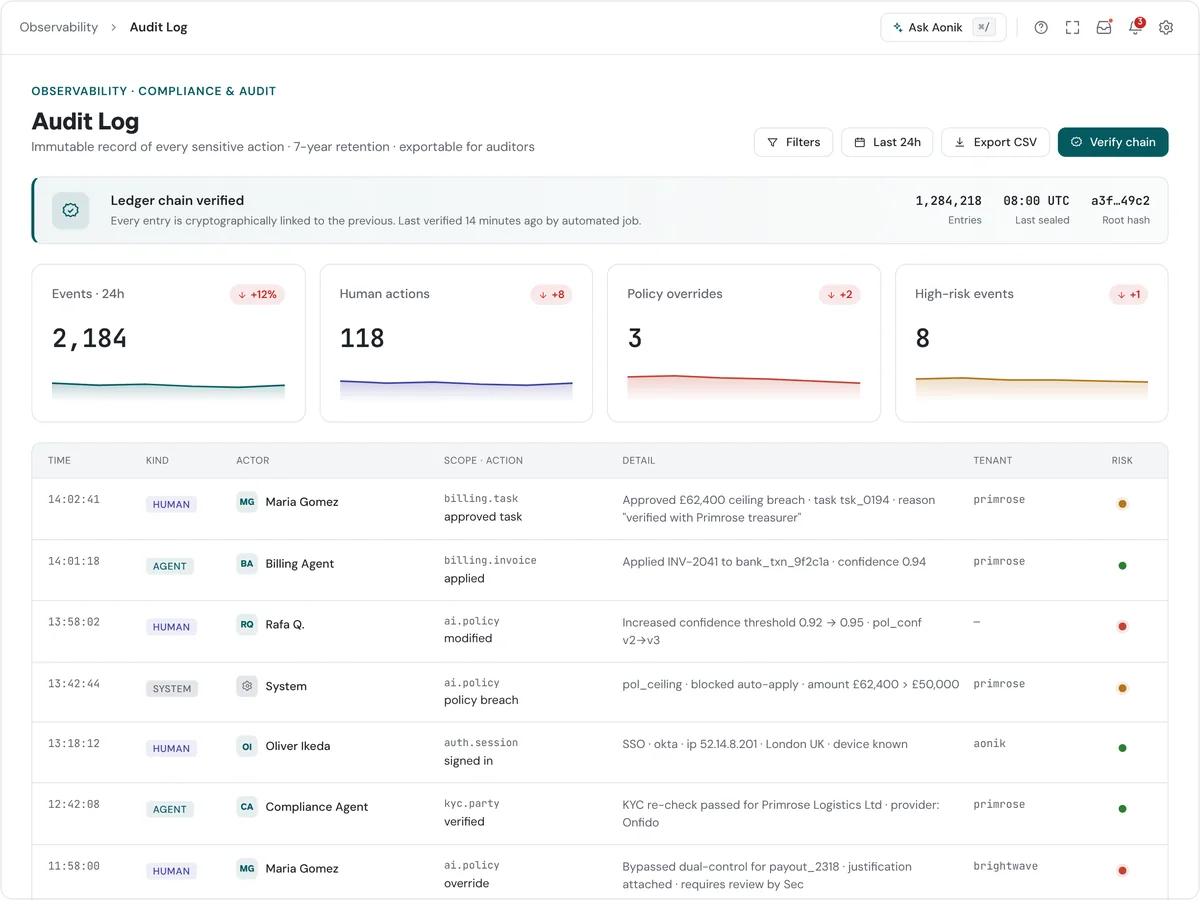 Observability › Audit Log
Ask Aonik ⌘/
3
OBSERVABILITY · COMPLIANCE & AUDIT
Audit Log
Immutable record of every sensitive action · 7-year retention · exportable for auditors
Filters
Last 24h
Export CSV
Verify chain
Ledger chain verified
Every entry is cryptographically linked to the previous. Last verified 14 minutes ago by automated job.
1,284,218
Entries
08:00 UTC
Last sealed
a3f…49c2
Root hash
Events · 24h
↓ +12%
2,184
Human actions
↓ +8
118
Policy overrides
↓ +2
3
High-risk events
↓ +1
8
TIME KIND ACTOR SCOPE · ACTION DETAIL TENANT RISK
14:02:41 HUMAN MG Maria Gomez billing.task Approved £62,400 ceiling breach · task tsk_0194 · reason primrose
approved task "verified with Primrose treasurer"
14:01:18 AGENT BA Billing Agent billing.invoice Applied INV-2041 to bank_txn_9f2c1a · confidence 0.94 primrose
applied
13:58:02 HUMAN RQ Rafa Q. ai.policy Increased confidence threshold 0.92 → 0.95 · pol_conf —
modified v2→v3
13:42:44 SYSTEM System ai.policy pol_ceiling · blocked auto-apply · amount £62,400 > £50,000 primrose
policy breach
13:18:12 HUMAN OI Oliver Ikeda auth.session SSO · okta · ip 52.14.8.201 · London UK · device known aonik
signed in
12:42:08 AGENT CA Compliance Agent kyc.party KYC re-check passed for Primrose Logistics Ltd · provider: primrose
verified Onfido
11:58:00 HUMAN MG Maria Gomez ai.policy Bypassed dual-control for payout_2318 · justification brightwave
override attached · requires review by Sec